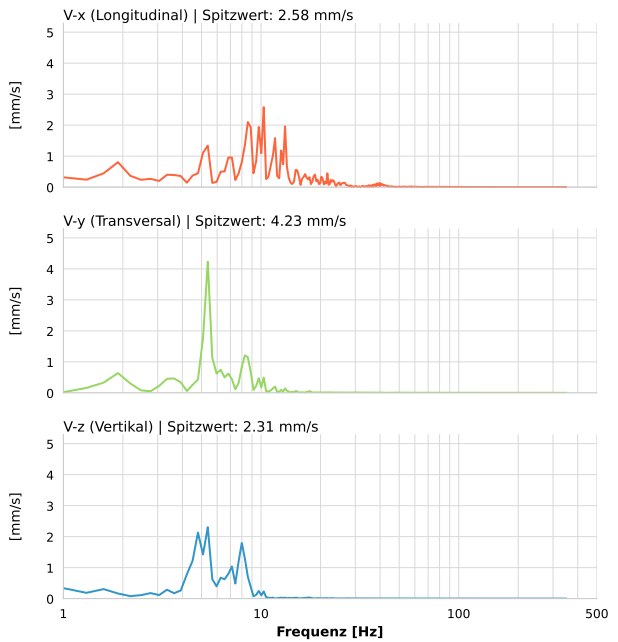 V-x (Longitudinal) | Spitzwert: 2.58 mm/s
5
4
3
2
1
0
[mm/s]
V-y (Transversal) | Spitzwert: 4.23 mm/s
5
4
3
2
1
0
[mm/s]
V-z (Vertikal) | Spitzwert: 2.31 mm/s
5
4
3
2
1
0
[mm/s]
1 10 100 500
Frequenz [Hz]